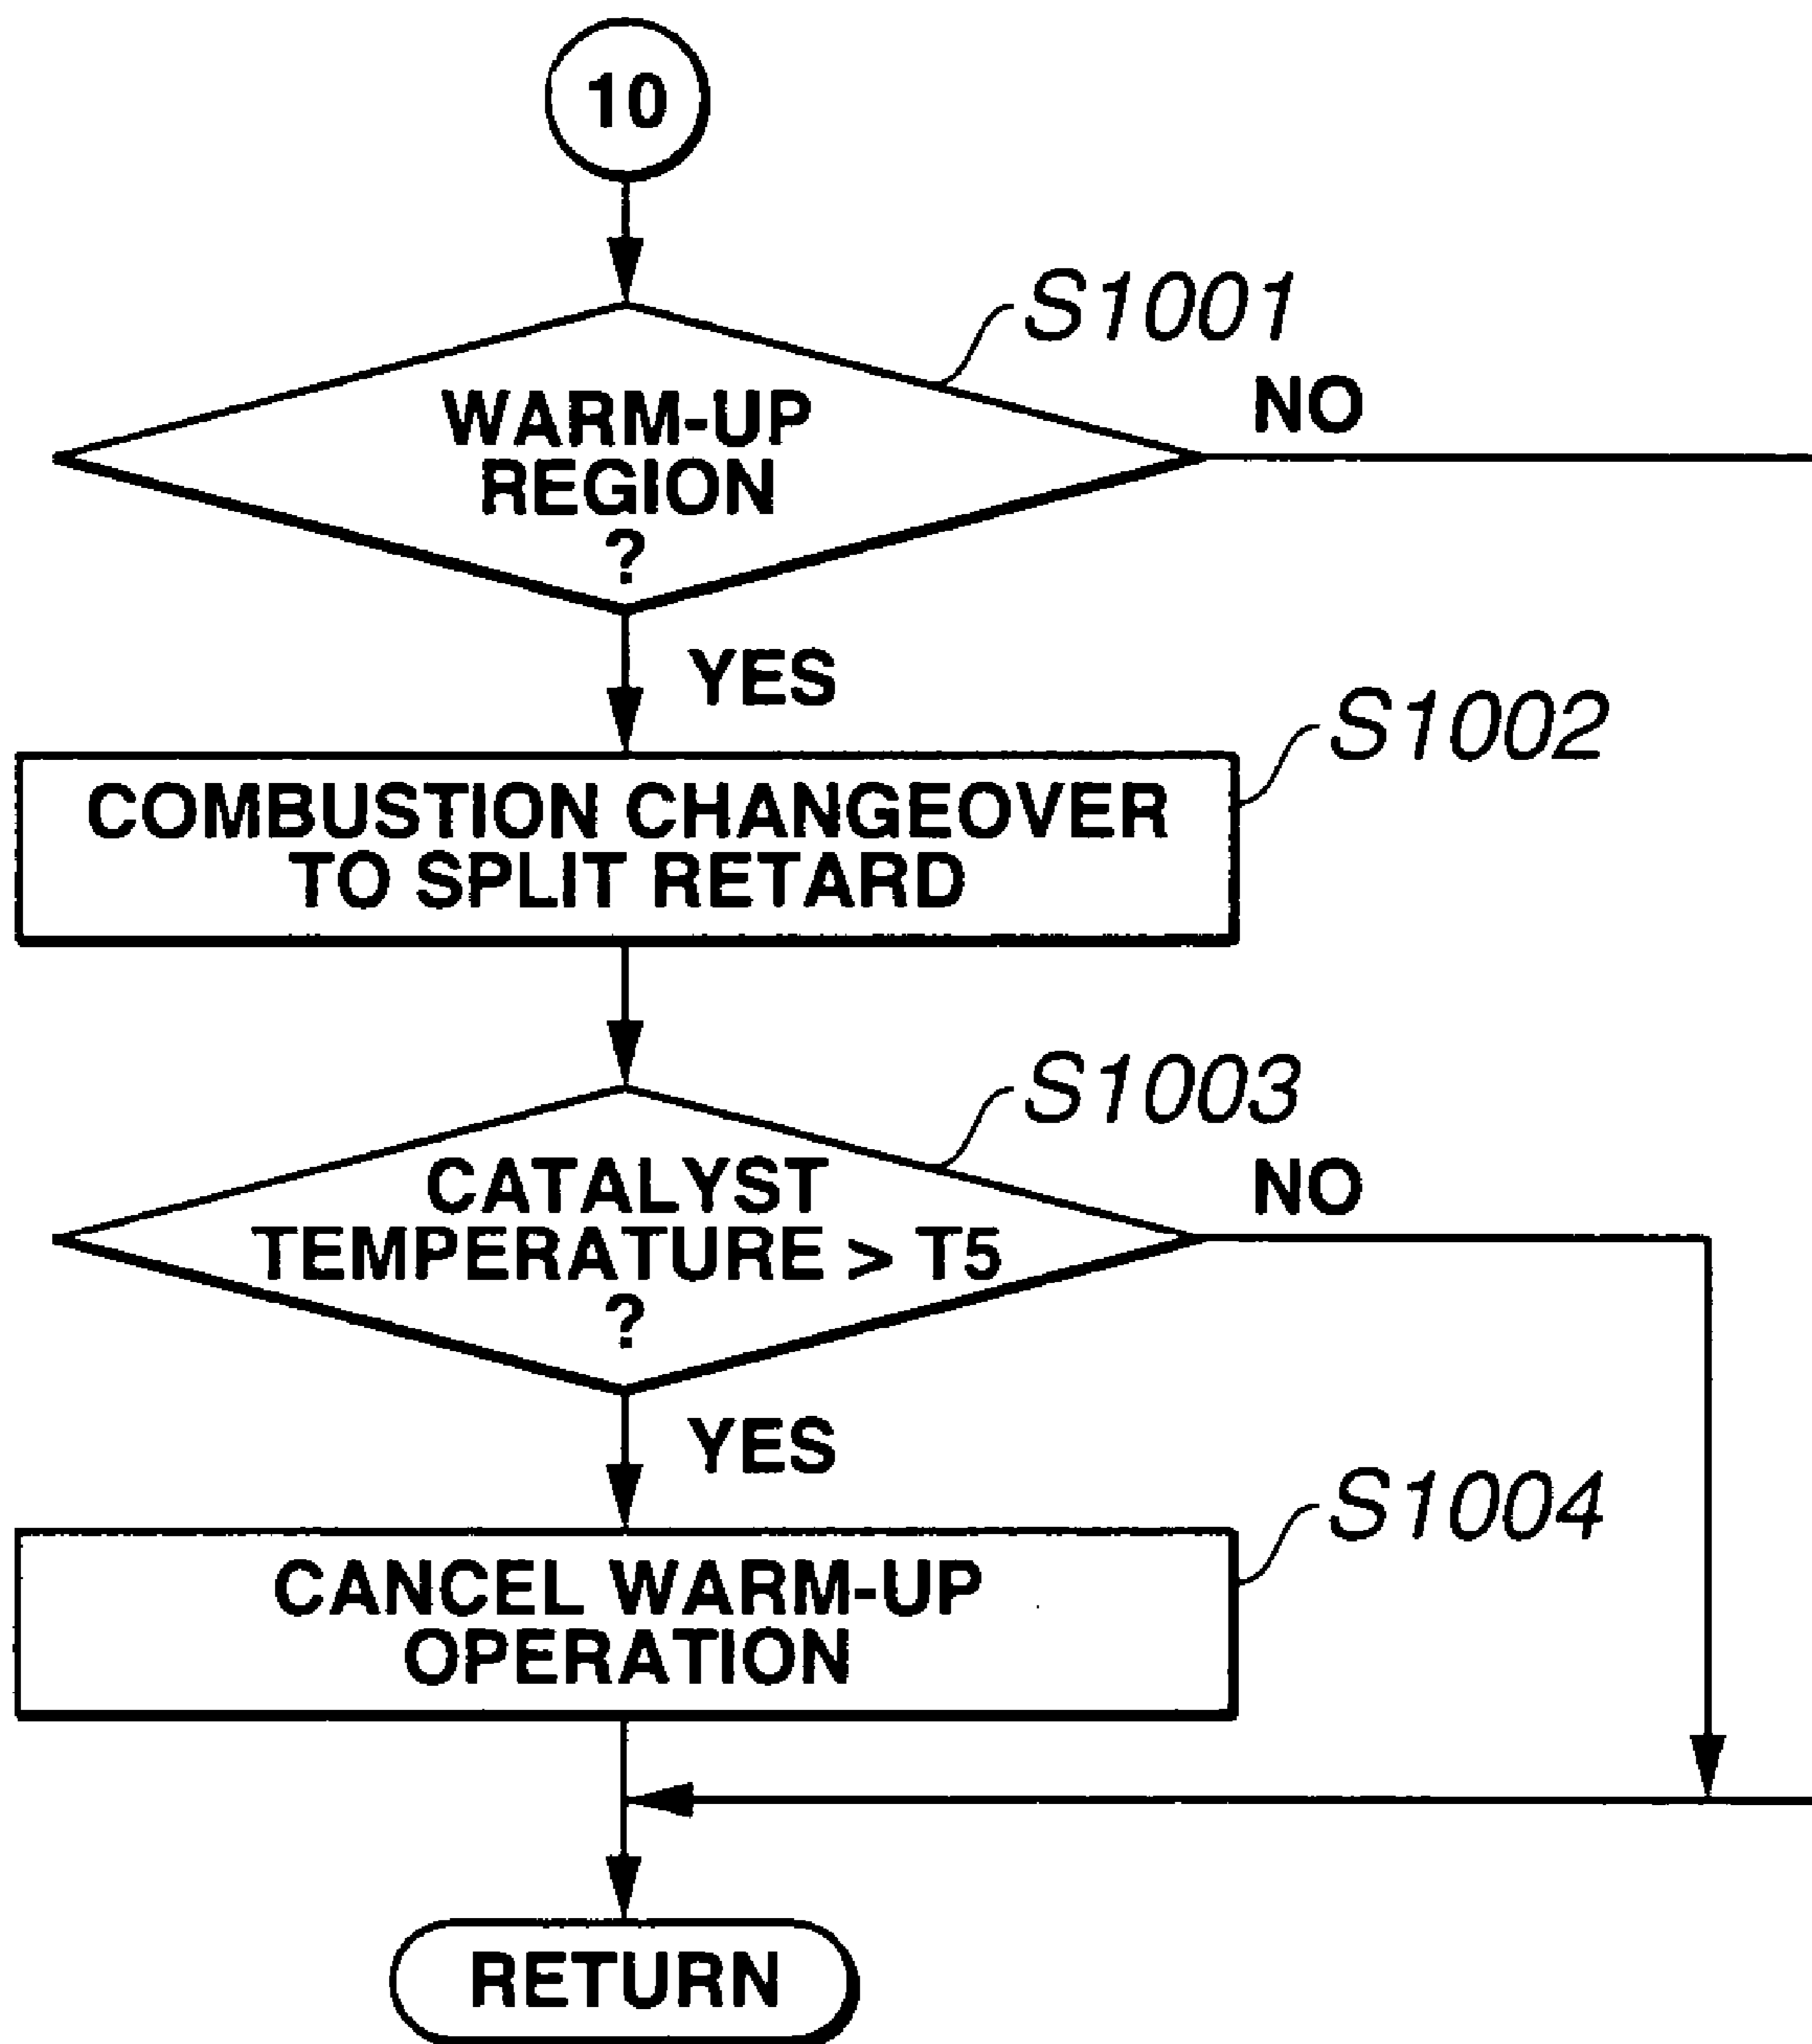 10
S1001
WARM-UP
REGION
?
NO
YES
S1002
COMBUSTION CHANGEOVER
TO SPLIT RETARD
S1003
CATALYST
TEMPERATURE > T5
?
NO
YES
S1004
CANCEL WARM-UP
OPERATION
RETURN